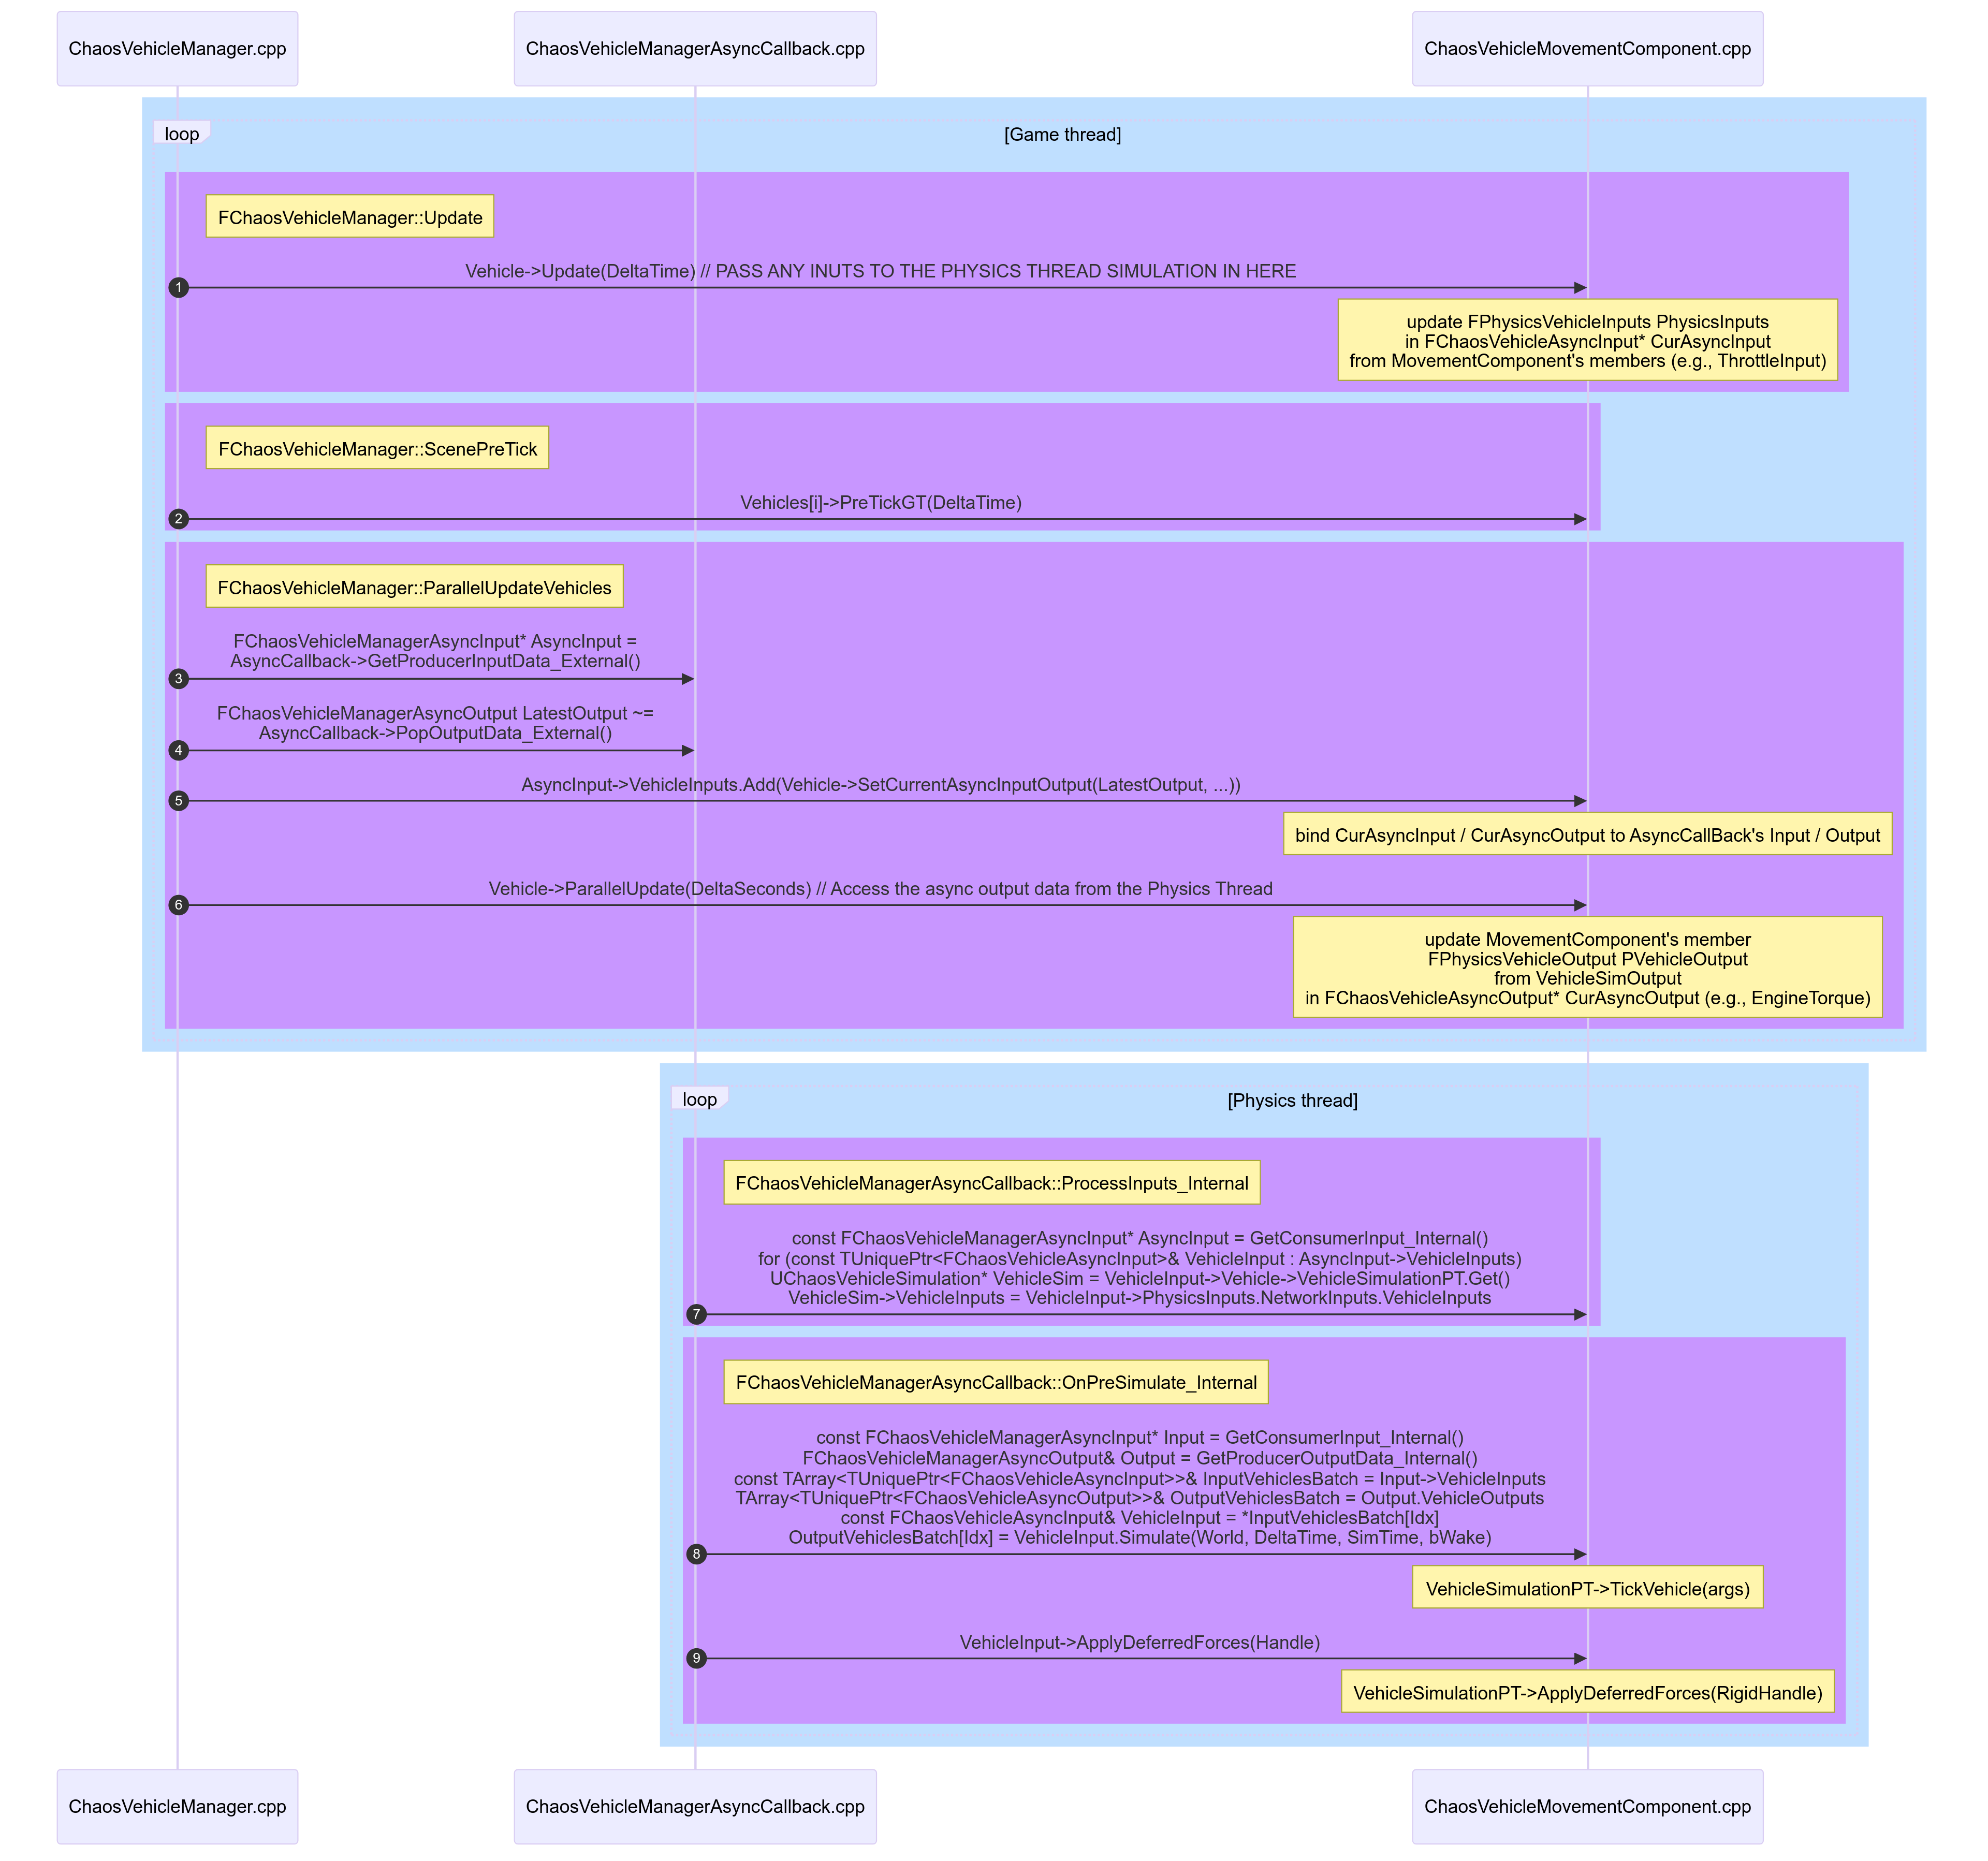 ChaosVehicleManager.cpp
ChaosVehicleManagerAsyncCallback.cpp
ChaosVehicleMovementComponent.cpp
loop
[Game thread]
FChaosVehicleManager::Update
Vehicle->Update(DeltaTime) // PASS ANY INUTS TO THE PHYSICS THREAD SIMULATION IN HERE
1
update FPhysicsVehicleInputs PhysicsInputs
in FChaosVehicleAsyncInput* CurAsyncInput
from MovementComponent's members (e.g., ThrottleInput)
FChaosVehicleManager::ScenePreTick
Vehicles[i]->PreTickGT(DeltaTime)
2
FChaosVehicleManager::ParallelUpdateVehicles
FChaosVehicleManagerAsyncInput* AsyncInput =
AsyncCallback->GetProducerInputData_External()
3
FChaosVehicleManagerAsyncOutput LatestOutput ~=
AsyncCallback->PopOutputData_External()
4
AsyncInput->VehicleInputs.Add(Vehicle->SetCurrentAsyncInputOutput(LatestOutput, ...))
5
bind CurAsyncInput / CurAsyncOutput to AsyncCallBack's Input / Output
Vehicle->ParallelUpdate(DeltaSeconds) // Access the async output data from the Physics Thread
6
update MovementComponent's member
FPhysicsVehicleOutput PVehicleOutput
from VehicleSimOutput
in FChaosVehicleAsyncOutput* CurAsyncOutput (e.g., EngineTorque)
loop
[Physics thread]
FChaosVehicleManagerAsyncCallback::ProcessInputs_Internal
const FChaosVehicleManagerAsyncInput* AsyncInput = GetConsumerInput_Internal()
for (const TUniquePtr<FChaosVehicleAsyncInput>& VehicleInput : AsyncInput->VehicleInputs)
UChaosVehicleSimulation* VehicleSim = VehicleInput->Vehicle->VehicleSimulationPT.Get()
VehicleSim->VehicleInputs = VehicleInput->PhysicsInputs.NetworkInputs.VehicleInputs
7
FChaosVehicleManagerAsyncCallback::OnPreSimulate_Internal
const FChaosVehicleManagerAsyncInput* Input = GetConsumerInput_Internal()
FChaosVehicleManagerAsyncOutput& Output = GetProducerOutputData_Internal()
const TArray<TUniquePtr<FChaosVehicleAsyncInput>>& InputVehiclesBatch = Input->VehicleInputs
TArray<TUniquePtr<FChaosVehicleAsyncOutput>>& OutputVehiclesBatch = Output.VehicleOutputs
const FChaosVehicleAsyncInput& VehicleInput = *InputVehiclesBatch[Idx]
OutputVehiclesBatch[Idx] = VehicleInput.Simulate(World, DeltaTime, SimTime, bWake)
8
VehicleSimulationPT->TickVehicle(args)
VehicleInput->ApplyDeferredForces(Handle)
9
VehicleSimulationPT->ApplyDeferredForces(RigidHandle)
ChaosVehicleManager.cpp
ChaosVehicleManagerAsyncCallback.cpp
ChaosVehicleMovementComponent.cpp